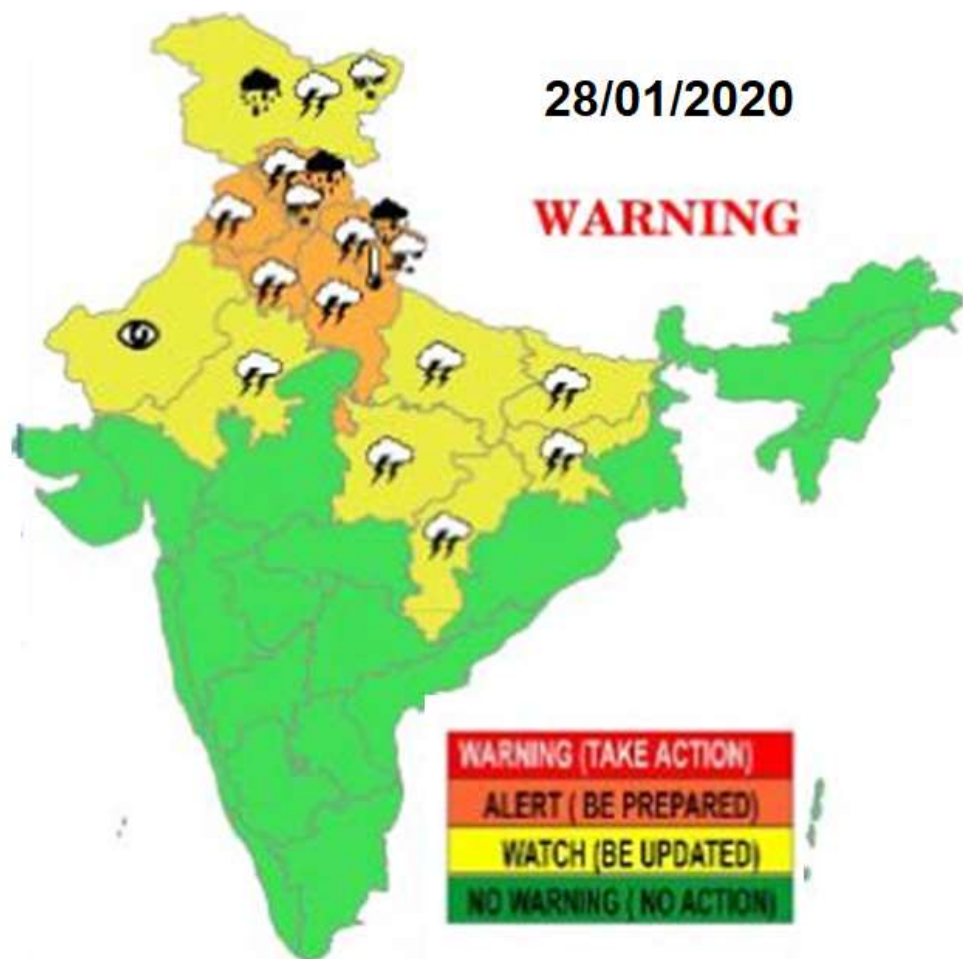 28/01/2020
WARNING
WARNING (TAKE ACTION)
ALERT ( BE PREPARED)
WATCH (BE UPDATED)
NO WARNING ( NO ACTION)